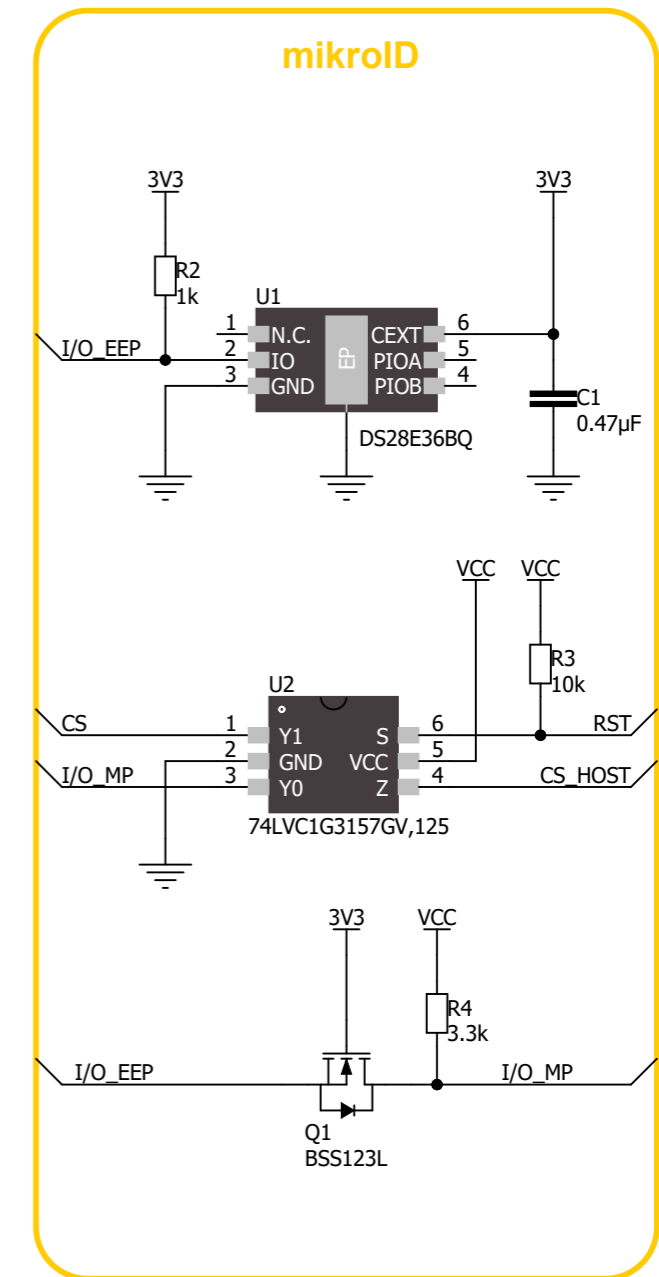 mikroID
3V3
3V3
R2
1k
U1
I/O_EEP
1
N.C.
CEXT
6
2
IO
EP
PIOA
5
3
GND
PIOB
4
DS28E36BQ
C1
0.47µF
VCC
VCC
R3
10k
U2
CS
1
Y1
S
6
RST
2
GND
VCC
5
I/O_MP
3
Y0
Z
4
CS_HOST
74LVC1G3157GV,125
3V3
VCC
R4
3.3k
I/O_EEP
I/O_MP
Q1
BSS123L